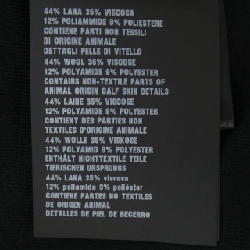 44% LANA 35% VISCOSA
12% POLIAMMIDE 9% POLIESTERE
CONTIENE PARTI NON TESSILI
DI ORIGINE ANIMALE
DETTAGLI PELLE DI VITELLO
44% WOOL 35% VISCOSE
12% POLYAMIDE 9% POLYESTER
CONTAINS NON-TEXTILE PARTS OF
ANIMAL ORIGIN CALF SKIN DETAILS
44% LAINE 35% VISCOSE
12% POLYAMIDE 9% POLYESTER
CONTIENT DES PARTIES NON
TEXTILES D'ORIGINE ANIMALE
44% WOLLE 35% VISKOSE
12% POLYAMID 9% POLYESTER
ENTHÄLT NICHTTEXTILE TEILE
TIERISCHEN URSPRUNGS
44% LANA 35% viscosa
12% poliamida 9% poliéster
CONTIENE PARTES NO TEXTILES
DE ORIGEN ANIMAL
DETALLES DE PIEL DE BECERRO